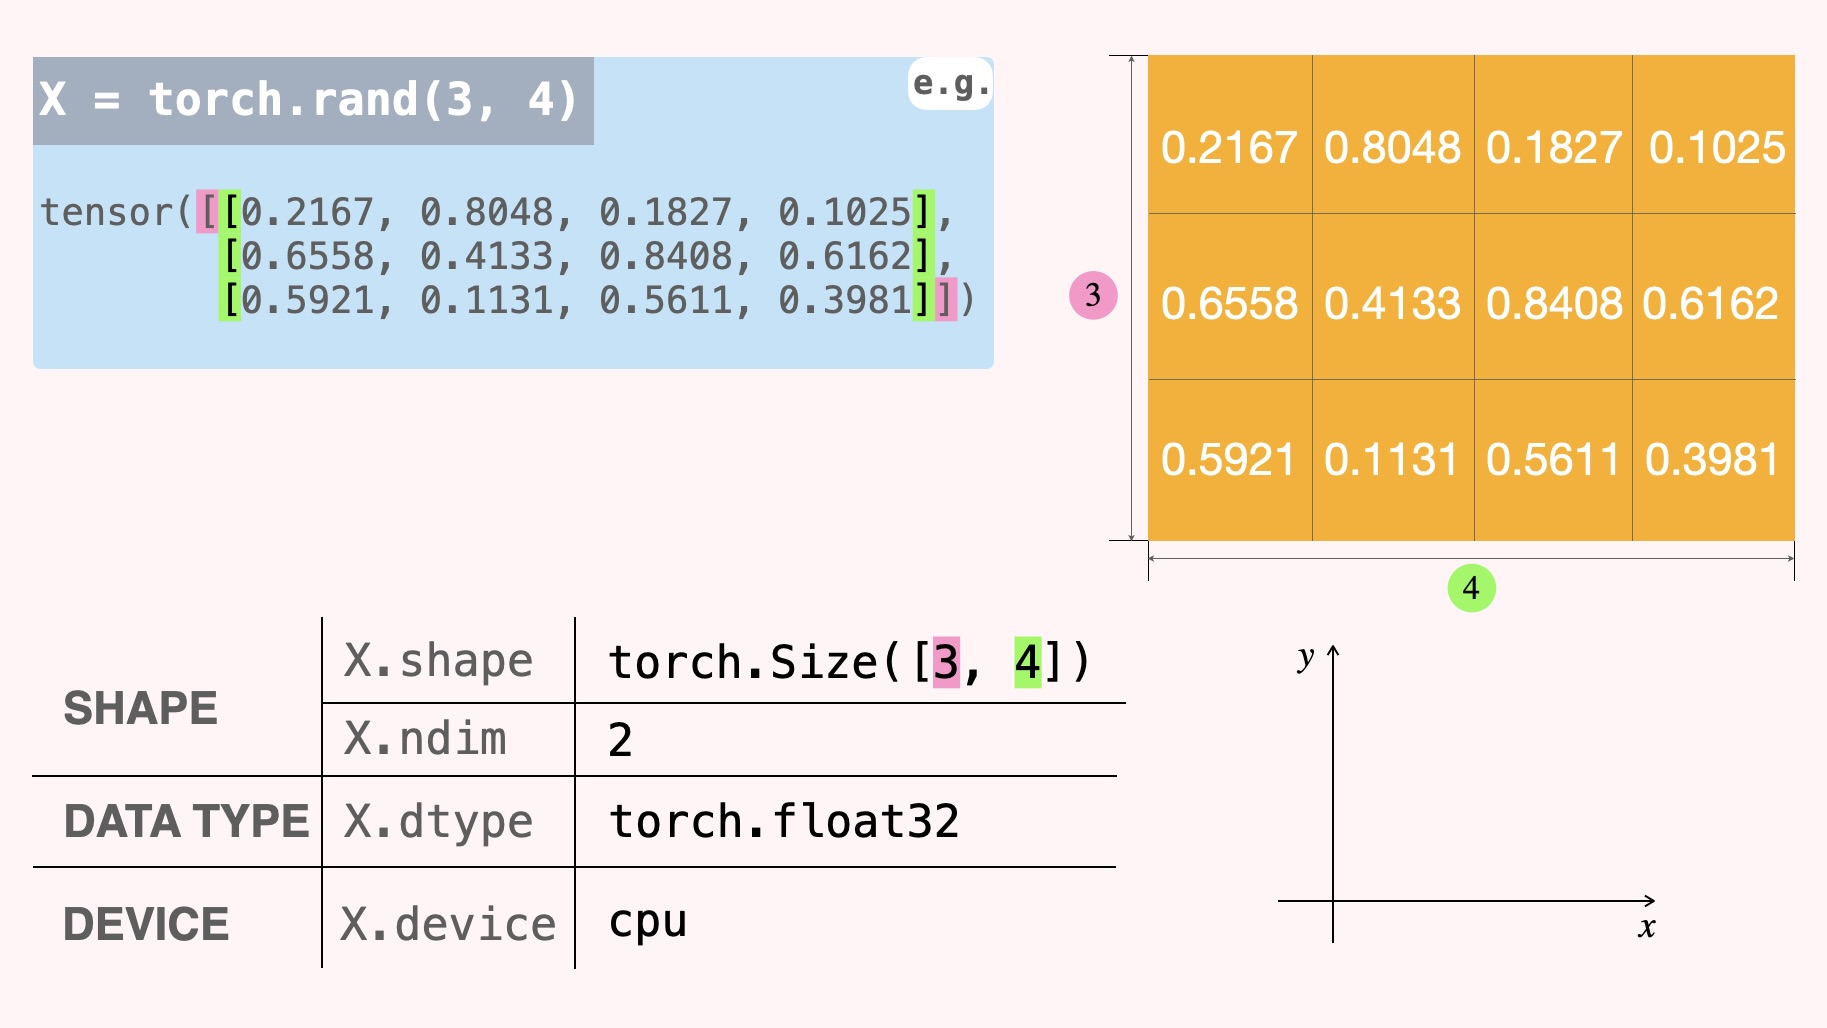 X = torch.rand(3, 4)
e.g.
tensor([[0.2167, 0.8048, 0.1827, 0.1025],
[0.6558, 0.4133, 0.8408, 0.6162],
[0.5921, 0.1131, 0.5611, 0.3981]])
0.2167 0.8048 0.1827 0.1025
0.6558 0.4133 0.8408 0.6162
0.5921 0.1131 0.5611 0.3981
3
4
SHAPE
X.shape
torch.Size([3, 4])
X.ndim
2
DATA TYPE
X.dtype
torch.float32
DEVICE
X.device
cpu
y
x